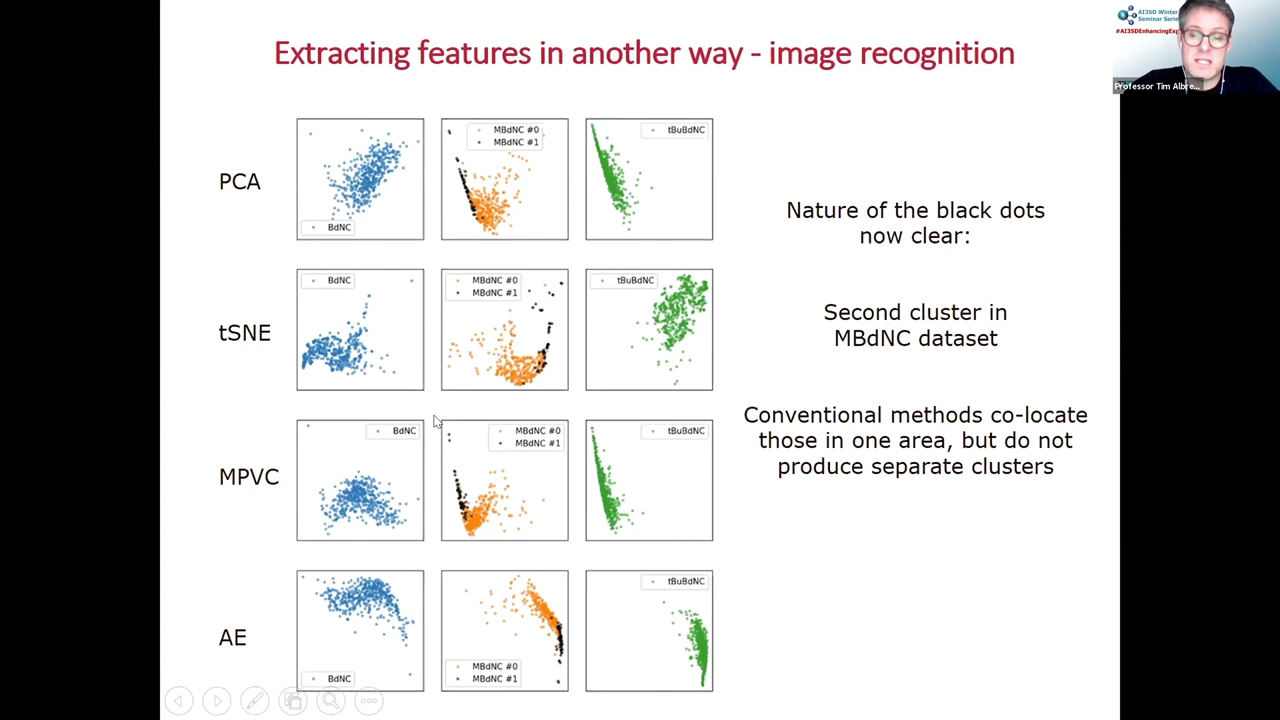 Extracting features in another way - image recognition
AI3SD Winter
Seminar Series
Professor Tim Albre...
PCA
BdNC
MBdNC #0
MBdNC #1
tBuBdNC
Nature of the black dots
now clear:
tSNE
BdNC
MBdNC #0
MBdNC #1
tBuBdNC
Second cluster in
MBdNC dataset
MPVC
BdNC
MBdNC #0
MBdNC #1
tBuBdNC
Conventional methods co-locate
those in one area, but do not
produce separate clusters
AE
BdNC
MBdNC #0
MBdNC #1
tBuBdNC